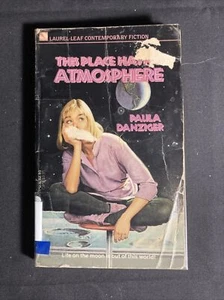 LAUREL-LEAF CONTEMPORARY FICTION
THIS PLACE HAS
ATMOSPHERE
PAULA
DANZIGER
Life on the moon is out of this world!